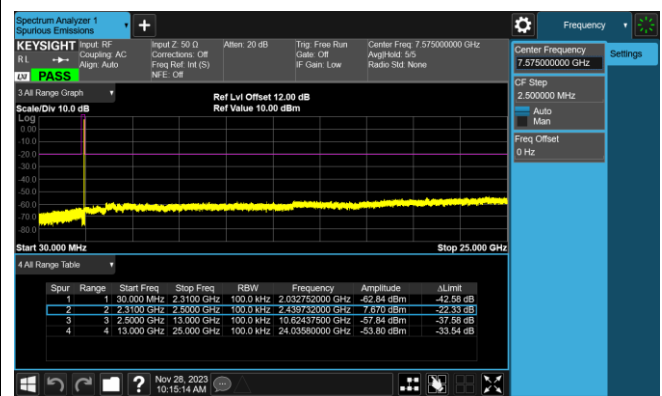 Spectrum Analyzer 1
Spurious Emissions
+
Frequency
KEYSIGHT
RL
LXI
PASS
Input: RF
Coupling: AC
Align: Auto
Input Z: 50 Ω
Corrections: Off
Freq Ref: Int (S)
NFE: Off
Atten: 20 dB
Trig: Free Run
Gate: Off
IF Gain: Low
Center Freq: 7.575000000 GHz
Avg|Hold: 5/5
Radio Std: None
Center Frequency
7.575000000 GHz
Settings
CF Step
2.500000 MHz
Auto
Man
Freq Offset
0 Hz
3 All Range Graph
Scale/Div 10.0 dB
Ref Lvl Offset 12.00 dB
Ref Value 10.00 dBm
Log
0.00
-10.0
-20.0
-30.0
-40.0
-50.0
-60.0
-70.0
-80.0
Start 30.000 MHz
Stop 25.000 GHz
4 All Range Table
Spur Range Start Freq Stop Freq RBW Frequency Amplitude ΔLimit
1 1 30.000 MHz 2.3100 GHz 100.0 kHz 2.032752000 GHz -62.84 dBm -42.58 dB
2 2 2.3100 GHz 2.5000 GHz 100.0 kHz 2.439732000 GHz 7.670 dBm -22.33 dB
3 3 2.5000 GHz 13.000 GHz 100.0 kHz 10.62437500 GHz -57.84 dBm -37.58 dB
4 4 13.000 GHz 25.000 GHz 100.0 kHz 24.03580000 GHz -53.80 dBm -33.54 dB
?
Nov 28, 2023
10:15:14 AM